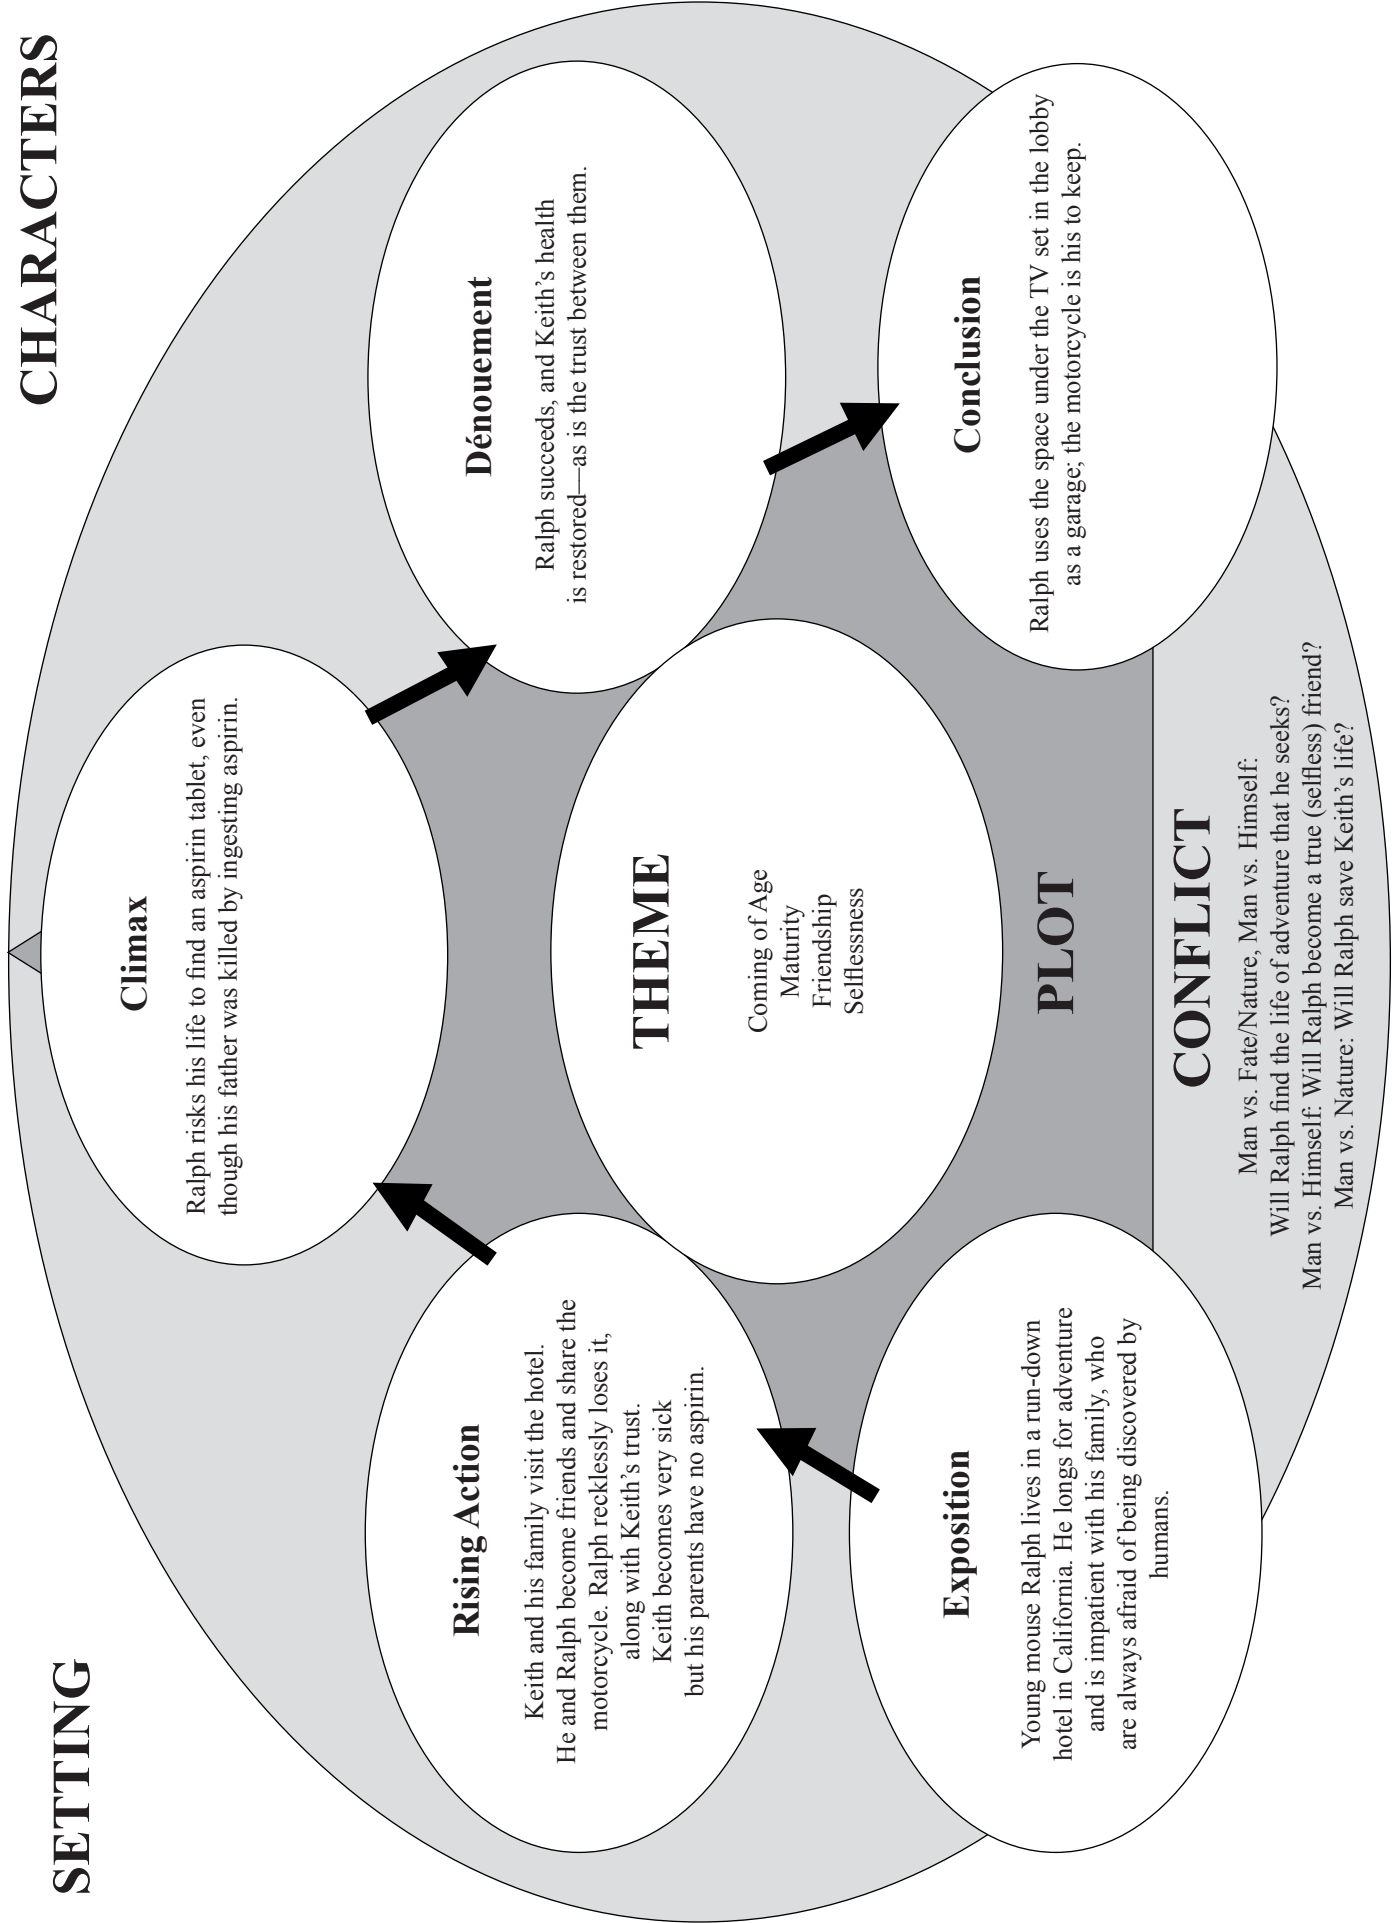 SETTING
CHARACTERS
Climax
Ralph risks his life to find an aspirin tablet, even
though his father was killed by ingesting aspirin.
Rising Action
Keith and his family visit the hotel.
He and Ralph become friends and share the
motorcycle. Ralph recklessly loses it,
along with Keith’s trust.
Keith becomes very sick
but his parents have no aspirin.
Dénouement
Ralph succeeds, and Keith’s health
is restored—as is the trust between them.
THEME
Coming of Age
Maturity
Friendship
Selflessness
Exposition
Young mouse Ralph lives in a run-down
hotel in California. He longs for adventure
and is impatient with his family, who
are always afraid of being discovered by
humans.
Conclusion
Ralph uses the space under the TV set in the lobby
as a garage; the motorcycle is his to keep.
PLOT
CONFLICT
Man vs. Fate/Nature, Man vs. Himself:
Will Ralph find the life of adventure that he seeks?
Man vs. Himself: Will Ralph become a true (selfless) friend?
Man vs. Nature: Will Ralph save Keith’s life?